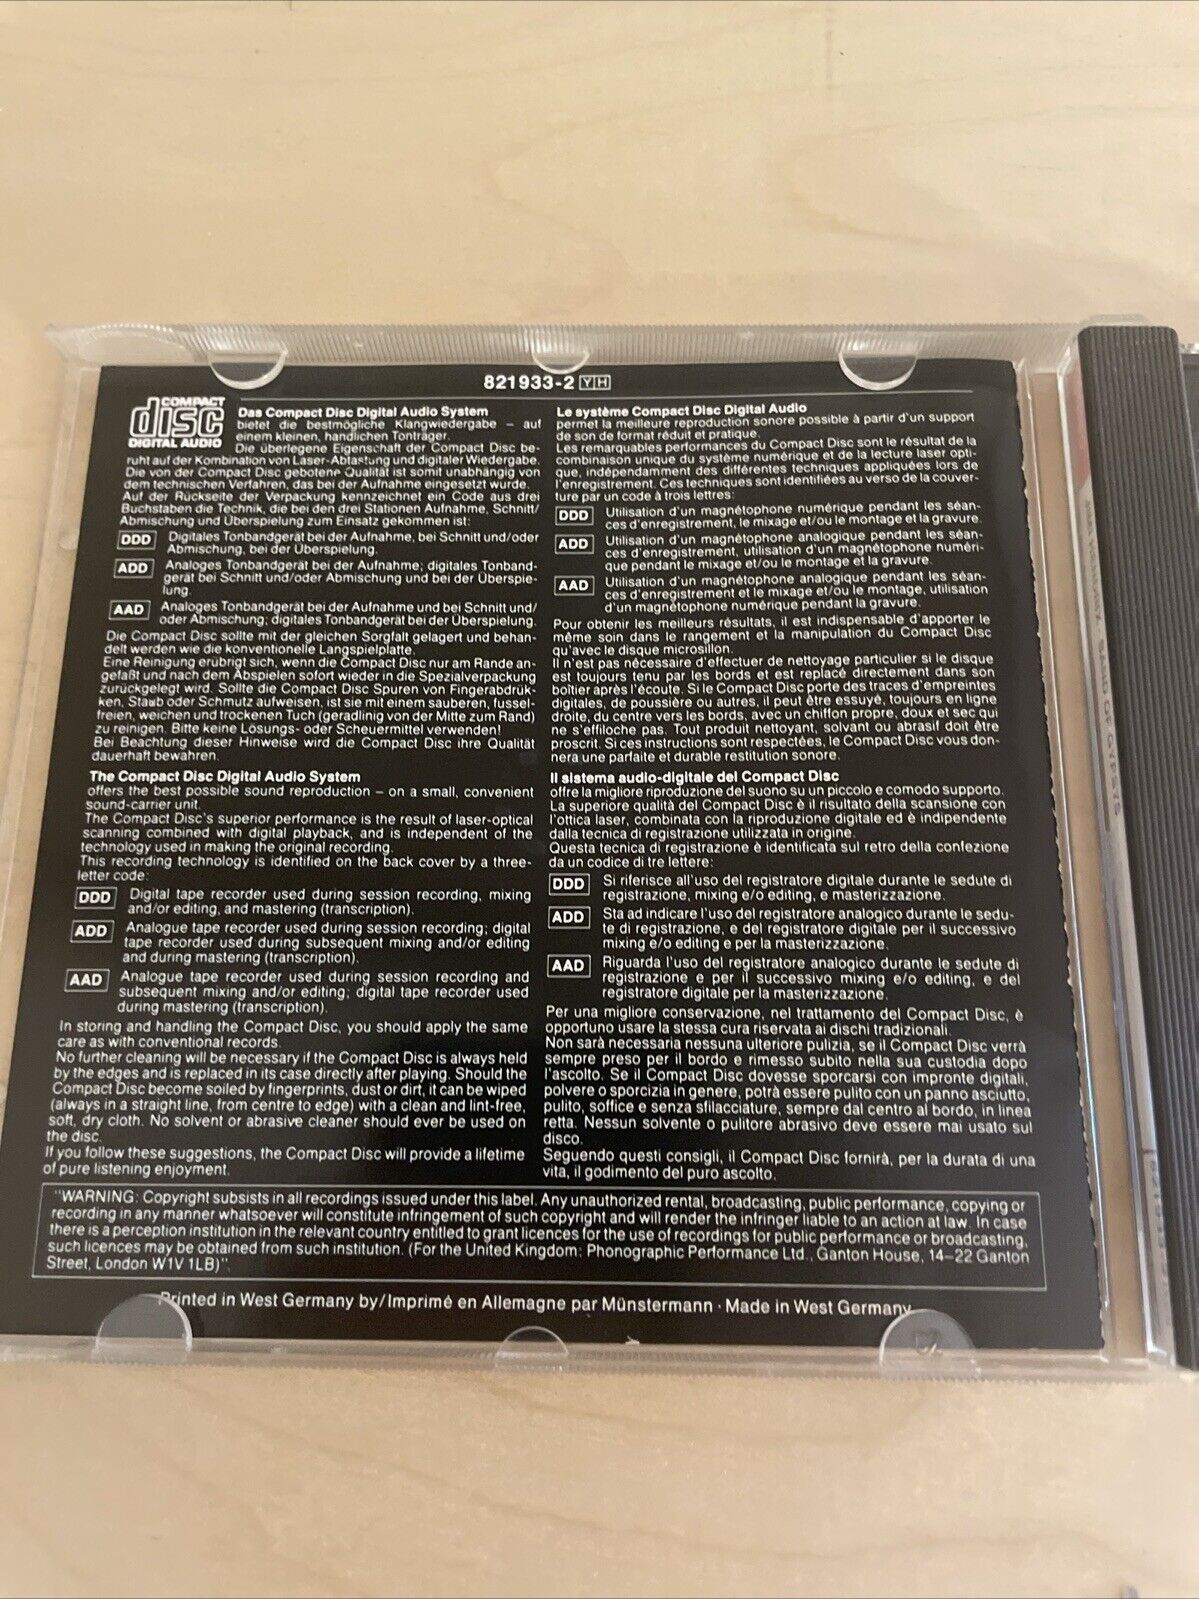 821933-2 YH
COMPACT
disc
DIGITAL AUDIO
Das Compact Disc Digital Audio System
bietet die bestmögliche Klangwiedergabe – auf
einem kleinen, handlichen Tonträger.
Die überlegene Eigenschaft der Compact Disc be-
ruht auf der Kombination von Laser-Abtastung und digitaler Wiedergabe.
Die von der Compact Disc gebotene Qualität ist somit unabhängig von
dem technischen Verfahren, das bei der Aufnahme eingesetzt wurde.
Auf der Rückseite der Verpackung kennzeichnet ein Code aus drei
Buchstaben die Technik, die bei den drei Stationen Aufnahme, Schnitt/
Abmischung und Überspielung zum Einsatz gekommen ist:
DDD Digitales Tonbandgerät bei der Aufnahme, bei Schnitt und/oder
Abmischung, bei der Überspielung.
ADD Analoges Tonbandgerät bei der Aufnahme; digitales Tonband-
gerät bei Schnitt und/oder Abmischung und bei der Überspie-
lung.
AAD Analoges Tonbandgerät bei der Aufnahme und bei Schnitt und/
oder Abmischung; digitales Tonbandgerät bei der Überspielung.
Die Compact Disc sollte mit der gleichen Sorgfalt gelagert und behan-
delt werden wie die konventionelle Langspielplatte.
Eine Reinigung erübrigt sich, wenn die Compact Disc nur am Rande an-
gefaßt und nach dem Abspielen sofort wieder in die Spezialverpackung
zurückgelegt wird. Sollte die Compact Disc Spuren von Fingerabdrük-
ken, Staub oder Schmutz aufweisen, ist sie mit einem sauberen, fussel-
freien, weichen und trockenen Tuch (geradlinig von der Mitte zum Rand)
zu reinigen. Bitte keine Lösungs- oder Scheuermittel verwenden!
Bei Beachtung dieser Hinweise wird die Compact Disc ihre Qualität
dauerhaft bewahren.
The Compact Disc Digital Audio System
offers the best possible sound reproduction – on a small, convenient
sound-carrier unit.
The Compact Disc's superior performance is the result of laser-optical
scanning combined with digital playback, and is independent of the
technology used in making the original recording.
This recording technology is identified on the back cover by a three-
letter code:
DDD Digital tape recorder used during session recording, mixing
and/or editing, and mastering (transcription).
ADD Analogue tape recorder used during session recording; digital
tape recorder used during subsequent mixing and/or editing
and during mastering (transcription).
AAD Analogue tape recorder used during session recording and
subsequent mixing and/or editing; digital tape recorder used
during mastering (transcription).
In storing and handling the Compact Disc, you should apply the same
care as with conventional records.
No further cleaning will be necessary if the Compact Disc is always held
by the edges and is replaced in its case directly after playing. Should the
Compact Disc become soiled by fingerprints, dust or dirt, it can be wiped
(always in a straight line, from centre to edge) with a clean and lint-free,
soft, dry cloth. No solvent or abrasive cleaner should ever be used on
the disc.
If you follow these suggestions, the Compact Disc will provide a lifetime
of pure listening enjoyment.
Le système Compact Disc Digital Audio
permet la meilleure reproduction sonore possible à partir d'un support
de son de format réduit et pratique.
Les remarquables performances du Compact Disc sont le résultat de la
combinaison unique du système numérique et de la lecture laser opti-
que, indépendamment des différentes techniques appliquées lors de
l'enregistrement. Ces techniques sont identifiées au verso de la couver-
ture par un code à trois lettres:
DDD Utilisation d'un magnétophone numérique pendant les séan-
ces d'enregistrement, le mixage et/ou le montage et la gravure.
ADD Utilisation d'un magnétophone analogique pendant les séan-
ces d'enregistrement, utilisation d'un magnétophone numéri-
que pendant le mixage et/ou le montage et la gravure.
AAD Utilisation d'un magnétophone analogique pendant les séan-
ces d'enregistrement et le mixage et/ou le montage, utilisation
d'un magnétophone numérique pendant la gravure.
Pour obtenir les meilleurs résultats, il est indispensable d'apporter le
même soin dans le rangement et la manipulation du Compact Disc
qu'avec le disque microsillon.
Il n'est pas nécessaire d'effectuer de nettoyage particulier si le disque
est toujours tenu par les bords et est replacé directement dans son
boîtier après l'écoute. Si le Compact Disc porte des traces d'empreintes
digitales, de poussière ou autres, il peut être essuyé, toujours en ligne
droite, du centre vers les bords, avec un chiffon propre, doux et sec qui
ne s'effiloche pas. Tout produit nettoyant, solvant ou abrasif doit être
proscrit. Si ces instructions sont respectées, le Compact Disc vous don-
nera une parfaite et durable restitution sonore.
Il sistema audio-digitale del Compact Disc
offre la migliore riproduzione del suono su un piccolo e comodo supporto.
La superiore qualità del Compact Disc è il risultato della scansione con
l'ottica laser, combinata con la riproduzione digitale ed è indipendente
dalla tecnica di registrazione utilizzata in origine.
Questa tecnica di registrazione è identificata sul retro della confezione
da un codice di tre lettere:
DDD Si riferisce all'uso del registratore digitale durante le sedute di
registrazione, mixing e/o editing, e masterizzazione.
ADD Sta ad indicare l'uso del registratore analogico durante le sedu-
te di registrazione, e del registratore digitale per il successivo
mixing e/o editing e per la masterizzazione.
AAD Riguarda l'uso del registratore analogico durante le sedute di
registrazione e per il successivo mixing e/o editing, e del
registratore digitale per la masterizzazione.
Per una migliore conservazione, nel trattamento del Compact Disc, è
opportuno usare la stessa cura riservata ai dischi tradizionali.
Non sarà necessaria nessuna ulteriore pulizia, se il Compact Disc verrà
sempre preso per il bordo e rimesso subito nella sua custodia dopo
l'ascolto. Se il Compact Disc dovesse sporcarsi con impronte digitali,
polvere o sporcizia in genere, potrà essere pulito con un panno asciutto,
pulito, soffice e senza sfilacciature, sempre dal centro al bordo, in linea
retta. Nessun solvente o pulitore abrasivo deve essere mai usato sul
disco.
Seguendo questi consigli, il Compact Disc fornirà, per la durata di una
vita, il godimento del puro ascolto.
"WARNING: Copyright subsists in all recordings issued under this label. Any unauthorized rental, broadcasting, public performance, copying or
recording in any manner whatsoever will constitute infringement of such copyright and will render the infringer liable to an action at law. In case
there is a perception institution in the relevant country entitled to grant licences for the use of recordings for public performance or broadcasting,
such licences may be obtained from such institution. (For the United Kingdom: Phonographic Performance Ltd., Ganton House, 14–22 Ganton
Street, London W1V 1LB)".
Printed in West Germany by/Imprimé en Allemagne par Münstermann · Made in West Germany